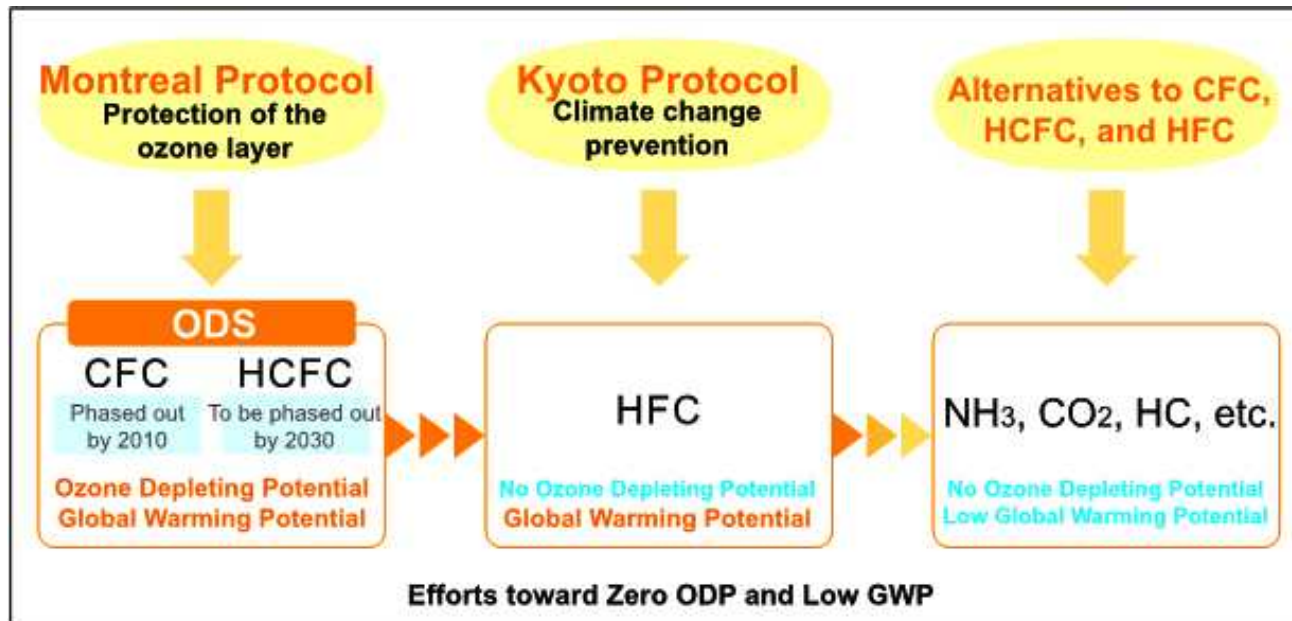 Montreal Protocol
Protection of the
ozone layer
Kyoto Protocol
Climate change
prevention
Alternatives to CFC,
HCFC, and HFC
ODS
CFC
Phased out
by 2010
HCFC
To be phased out
by 2030
Ozone Depleting Potential
Global Warming Potential
HFC
No Ozone Depleting Potential
Global Warming Potential
NH3, CO2, HC, etc.
No Ozone Depleting Potential
Low Global Warming Potential
Efforts toward Zero ODP and Low GWP